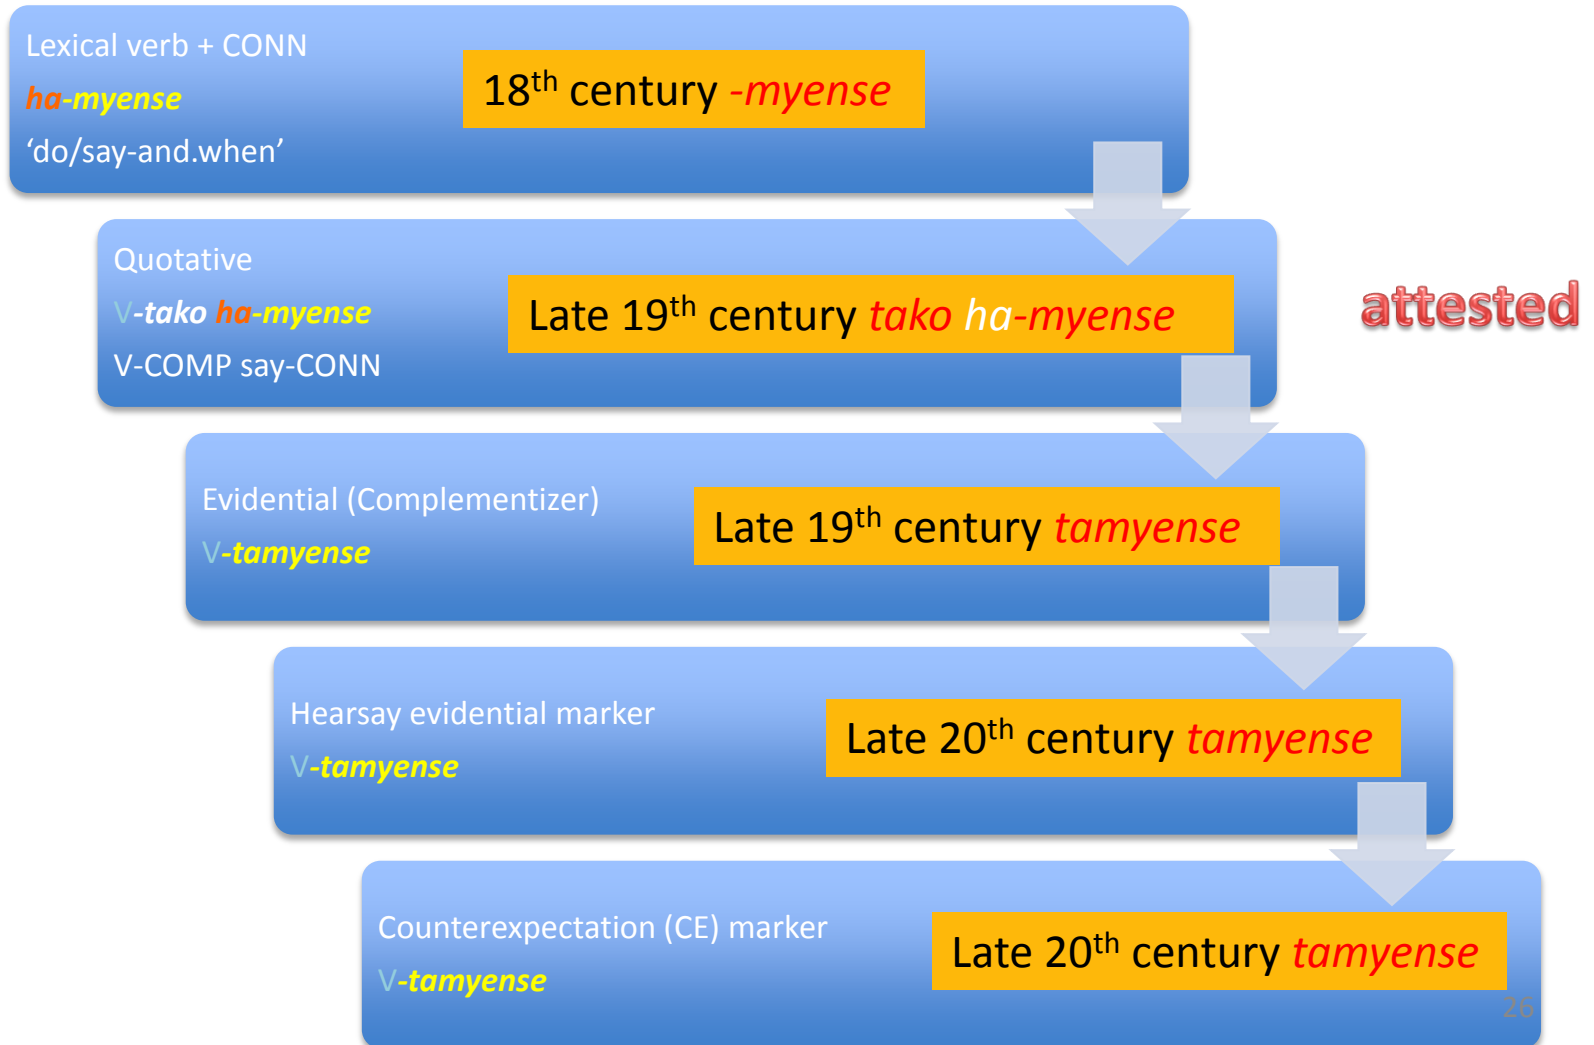 Lexical verb + CONN
ha-myense
‘do/say-and.when’
18th century -myense
Quotative
V-tako ha-myense
V-COMP say-CONN
Late 19th century tako ha-myense
attested
Evidential (Complementizer)
V-tamyense
Late 19th century tamyense
Hearsay evidential marker
V-tamyense
Late 20th century tamyense
Counterexpectation (CE) marker
V-tamyense
Late 20th century tamyense
26